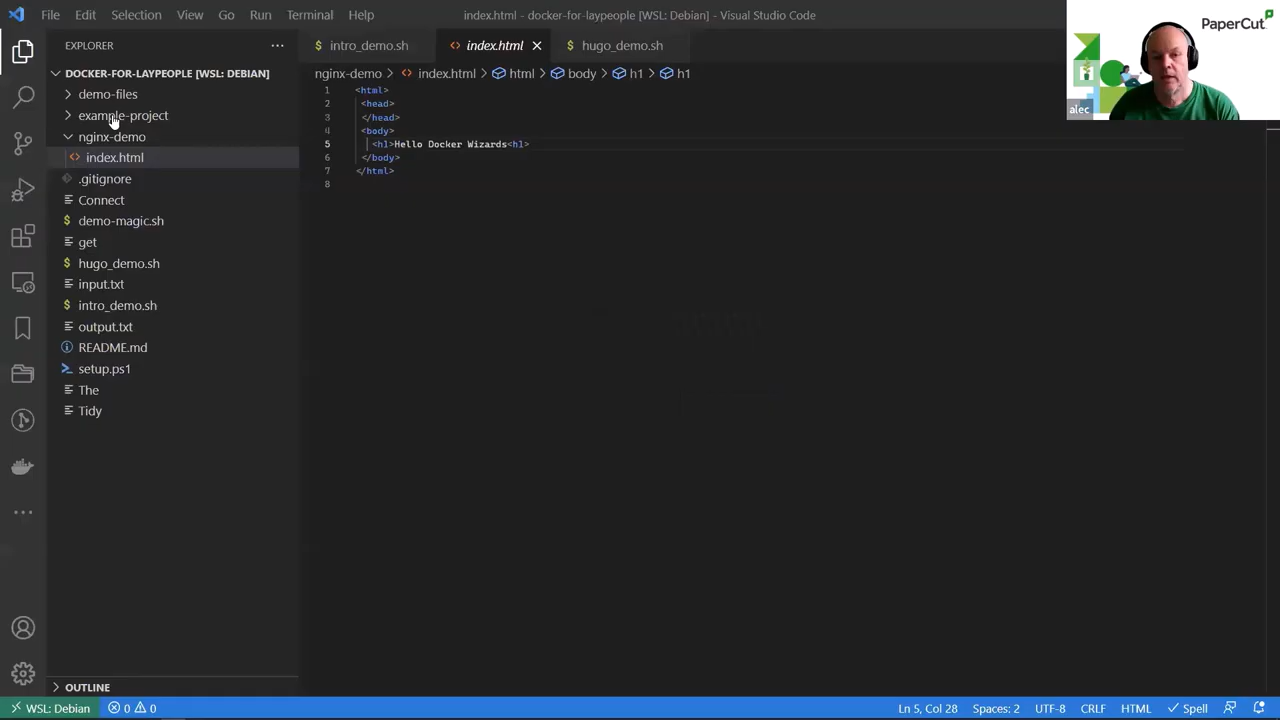 File Edit Selection View Go Run Terminal Help
index.html - docker-for-laypeople [WSL: Debian] - Visual Studio Code
PaperCut
alec
EXPLORER
DOCKER-FOR-LAYPEOPLE [WSL: DEBIAN]
demo-files
example-project
nginx-demo
index.html
.gitignore
Connect
demo-magic.sh
get
hugo_demo.sh
input.txt
intro_demo.sh
output.txt
README.md
setup.ps1
The
Tidy
OUTLINE
intro_demo.sh index.html hugo_demo.sh
nginx-demo > index.html > html > body > h1 > h1
1 <html>
2 <head>
3 </head>
4 <body>
5 <h1>Hello Docker Wizards<h1>
6 </body>
7 </html>
8
WSL: Debian 0 0 Ln 5, Col 28 Spaces: 2 UTF-8 CRLF HTML Spell